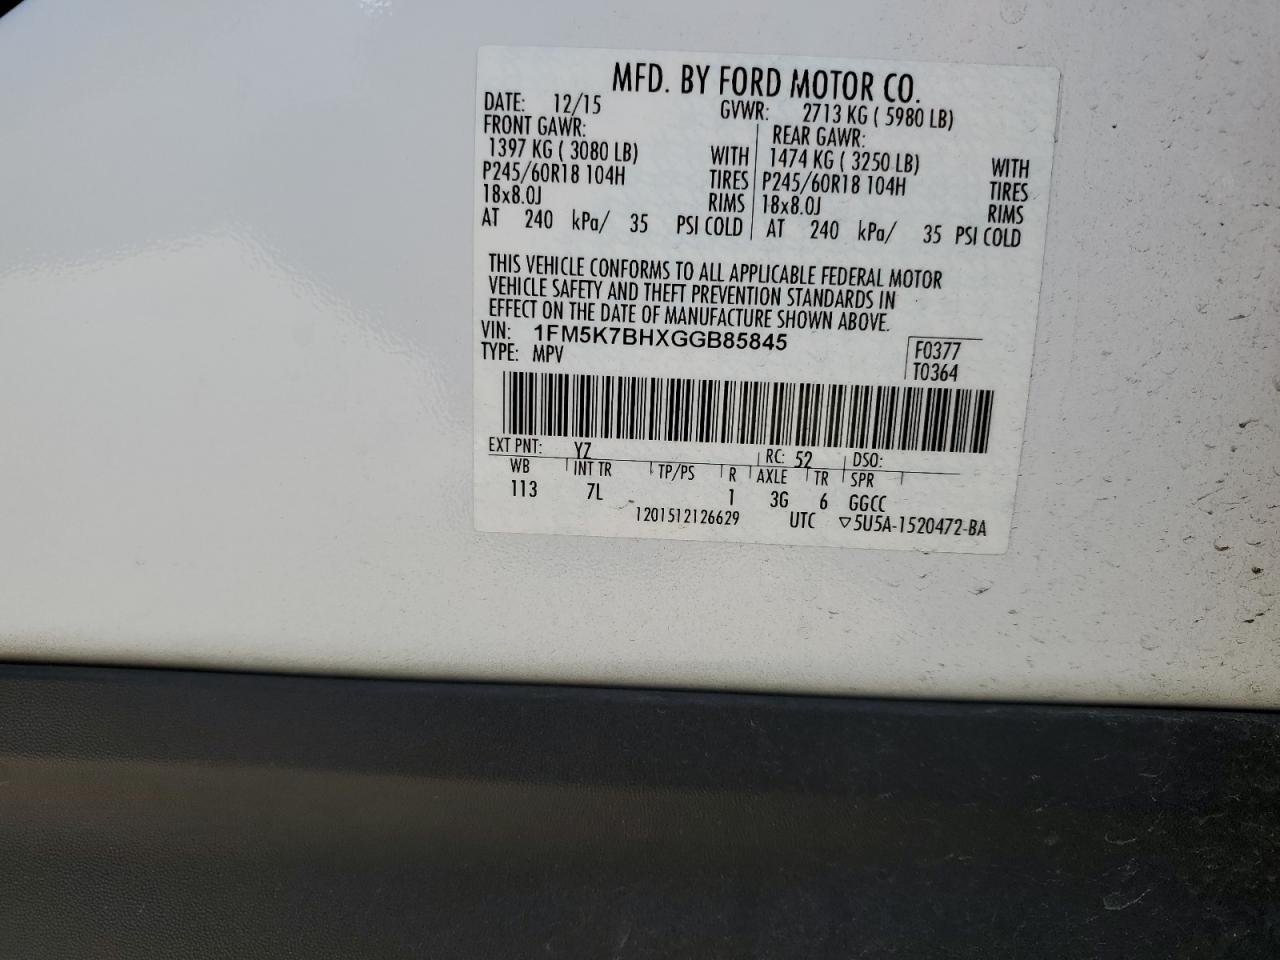 MFD. BY FORD MOTOR CO.
DATE: 12/15 GVWR: 2713 KG ( 5980 LB)
FRONT GAWR: REAR GAWR:
1397 KG ( 3080 LB) WITH 1474 KG ( 3250 LB) WITH
P245/60R18 104H TIRES P245/60R18 104H TIRES
18x8.0J RIMS 18x8.0J RIMS
AT 240 kPa/ 35 PSI COLD AT 240 kPa/ 35 PSI COLD
THIS VEHICLE CONFORMS TO ALL APPLICABLE FEDERAL MOTOR
VEHICLE SAFETY AND THEFT PREVENTION STANDARDS IN
EFFECT ON THE DATE OF MANUFACTURE SHOWN ABOVE.
VIN: 1FM5K7BHXGGB85845 F0377
TYPE: MPV T0364
EXT PNT: YZ RC: 52 DSO:
WB INT TR TP/PS R AXLE TR SPR
113 7L 1 3G 6 GGCC
1201512126629 UTC ▽5U5A-1520472-BA